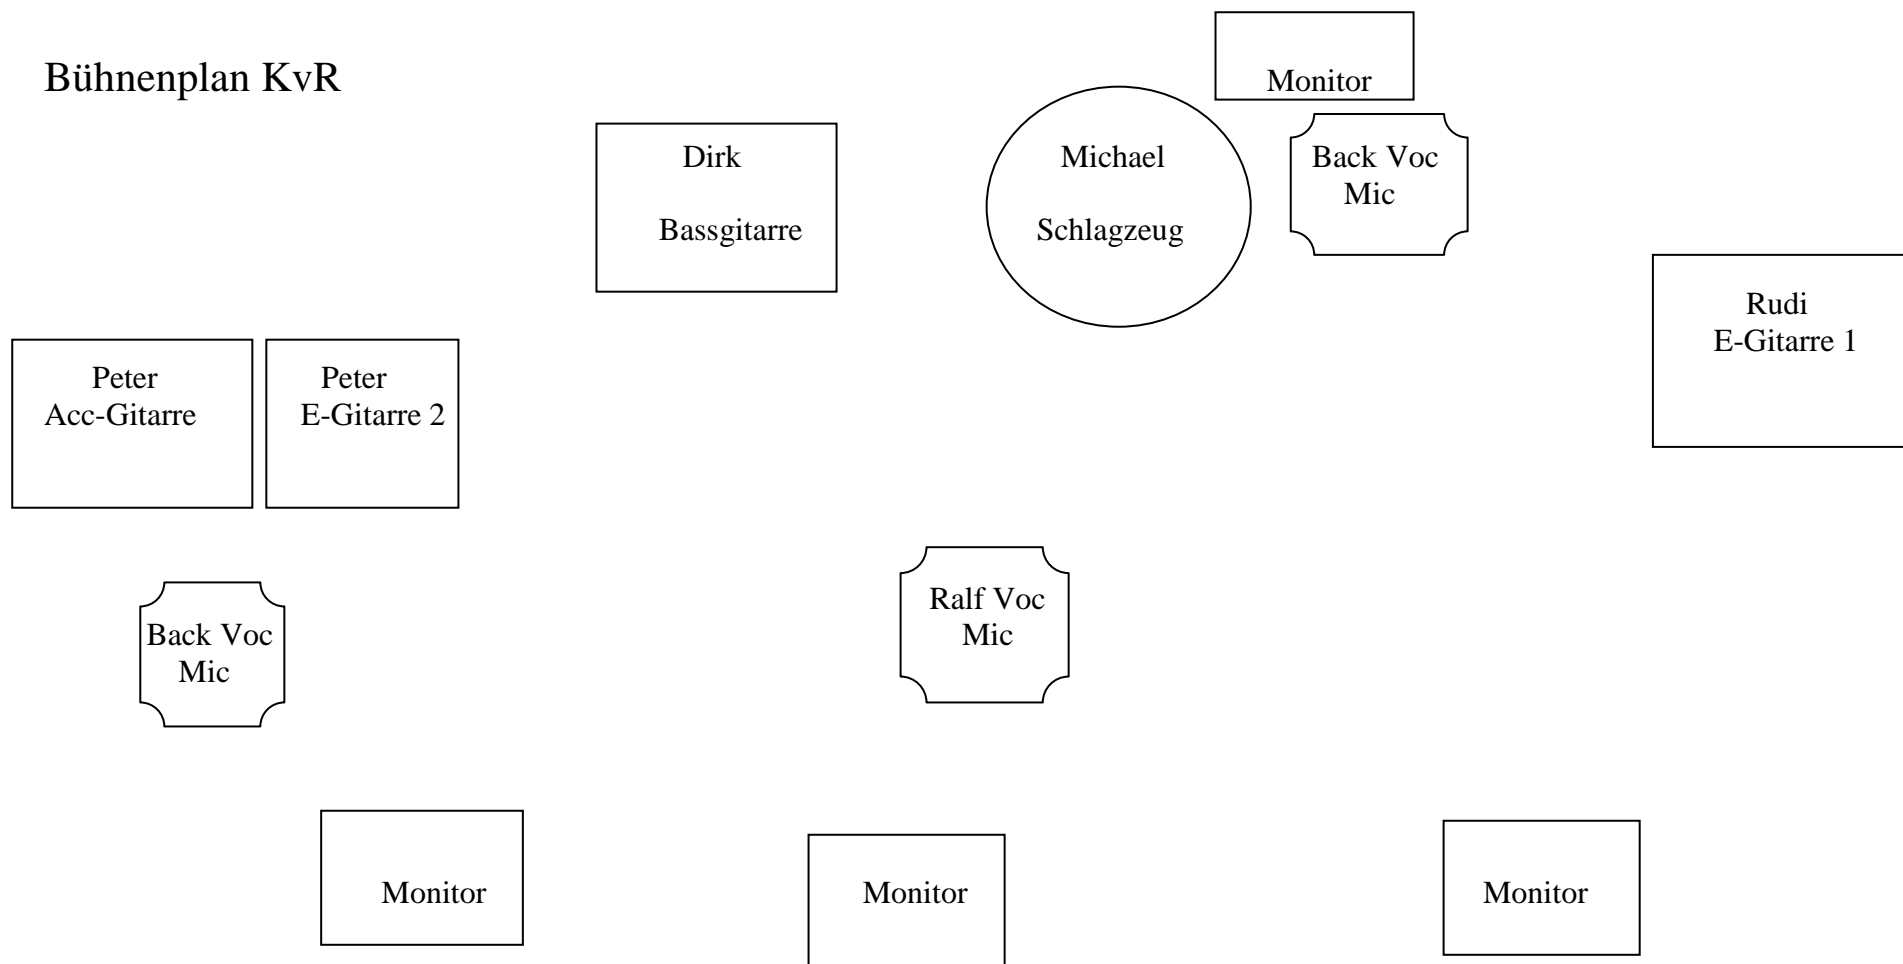 Bühnenplan KvR
Monitor
Dirk
Bassgitarre
Michael
Schlagzeug
Back Voc
Mic
Rudi
E-Gitarre 1
Peter
Acc-Gitarre
Peter
E-Gitarre 2
Back Voc
Mic
Ralf Voc
Mic
Monitor
Monitor
Monitor